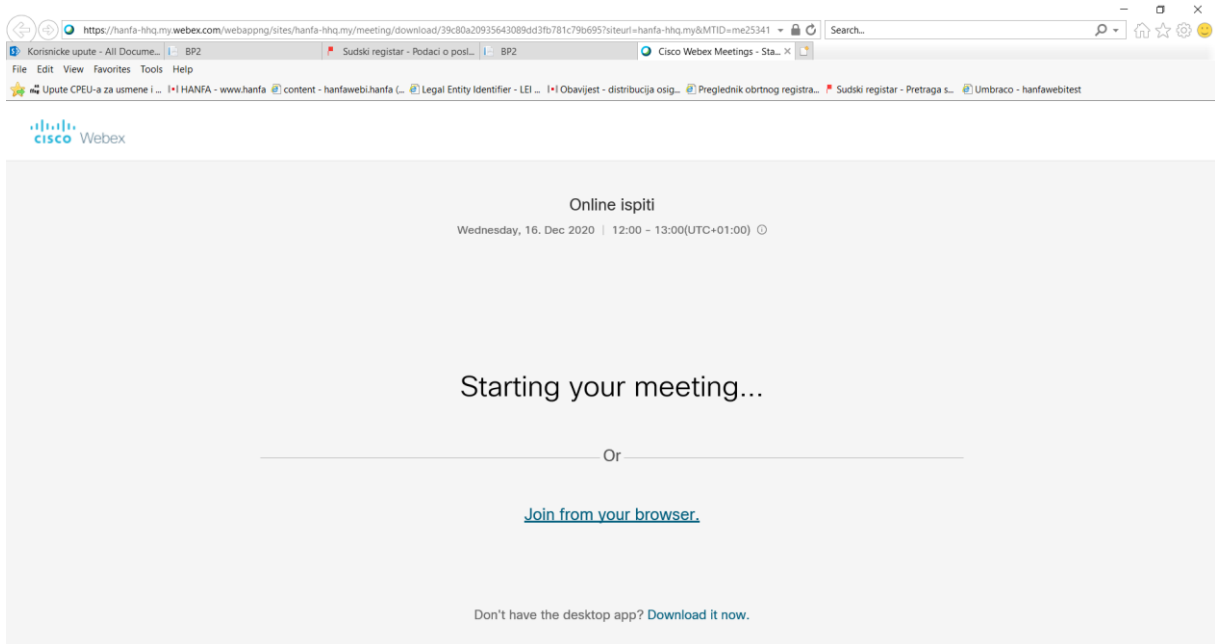 https://hanfa-hhq.my.webex.com/webappng/sites/hanfa-hhq.my/meeting/download/39c80a20935643089dd3fb781c79b695?siteurl=hanfa-hhq.my&MTID=me25341 Search...
Korisnicke upute - All Docume... BP2 Sudski registar - Podaci o posl... BP2 Cisco Webex Meetings - Sta...
File Edit View Favorites Tools Help
Upute CPEU-a za usmene i ... HANFA - www.hanfa content - hanfawebi.hanfa (... Legal Entity Identifier - LEI ... Obavijest - distribucija osig... Preglednik obrtnog registra... Sudski registar - Pretraga s... Umbraco - hanfawebitest
cisco Webex
Online ispiti
Wednesday, 16. Dec 2020 | 12:00 - 13:00(UTC+01:00)
Starting your meeting...
Or
Join from your browser.
Don't have the desktop app? Download it now.